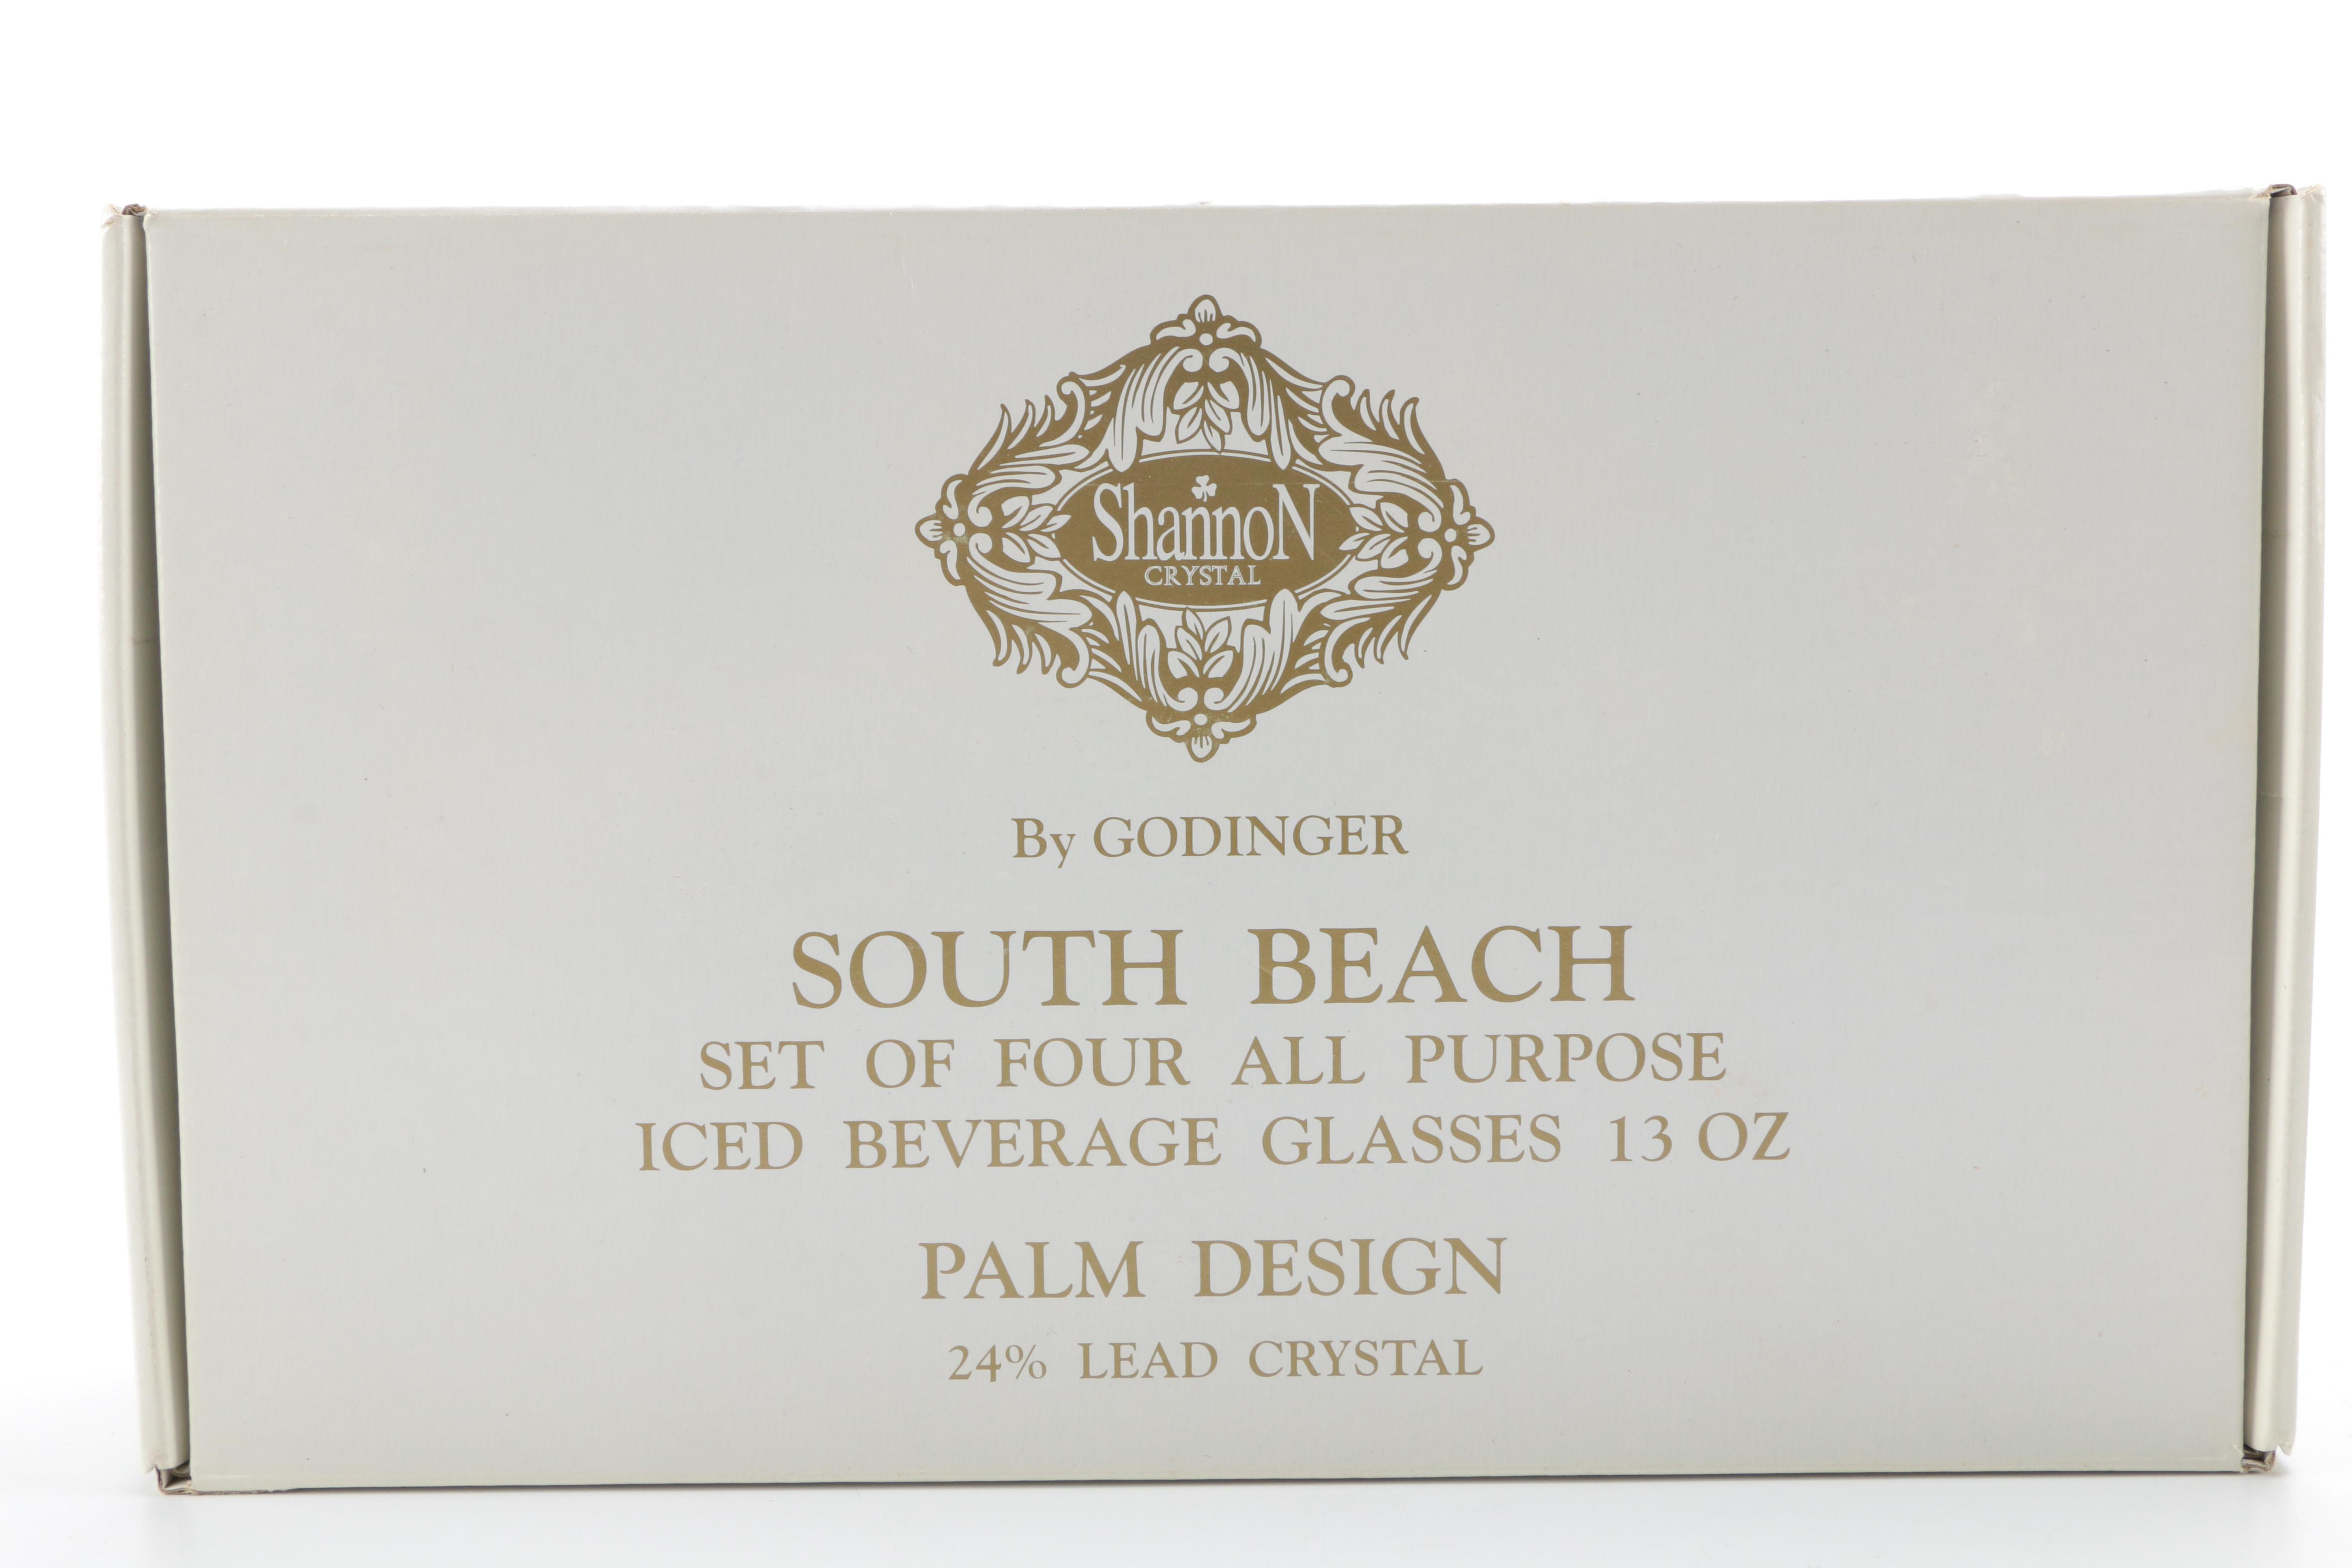 ShannoN
CRYSTAL
By GODINGER
SOUTH BEACH
SET OF FOUR ALL PURPOSE
ICED BEVERAGE GLASSES 13 OZ
PALM DESIGN
24% LEAD CRYSTAL